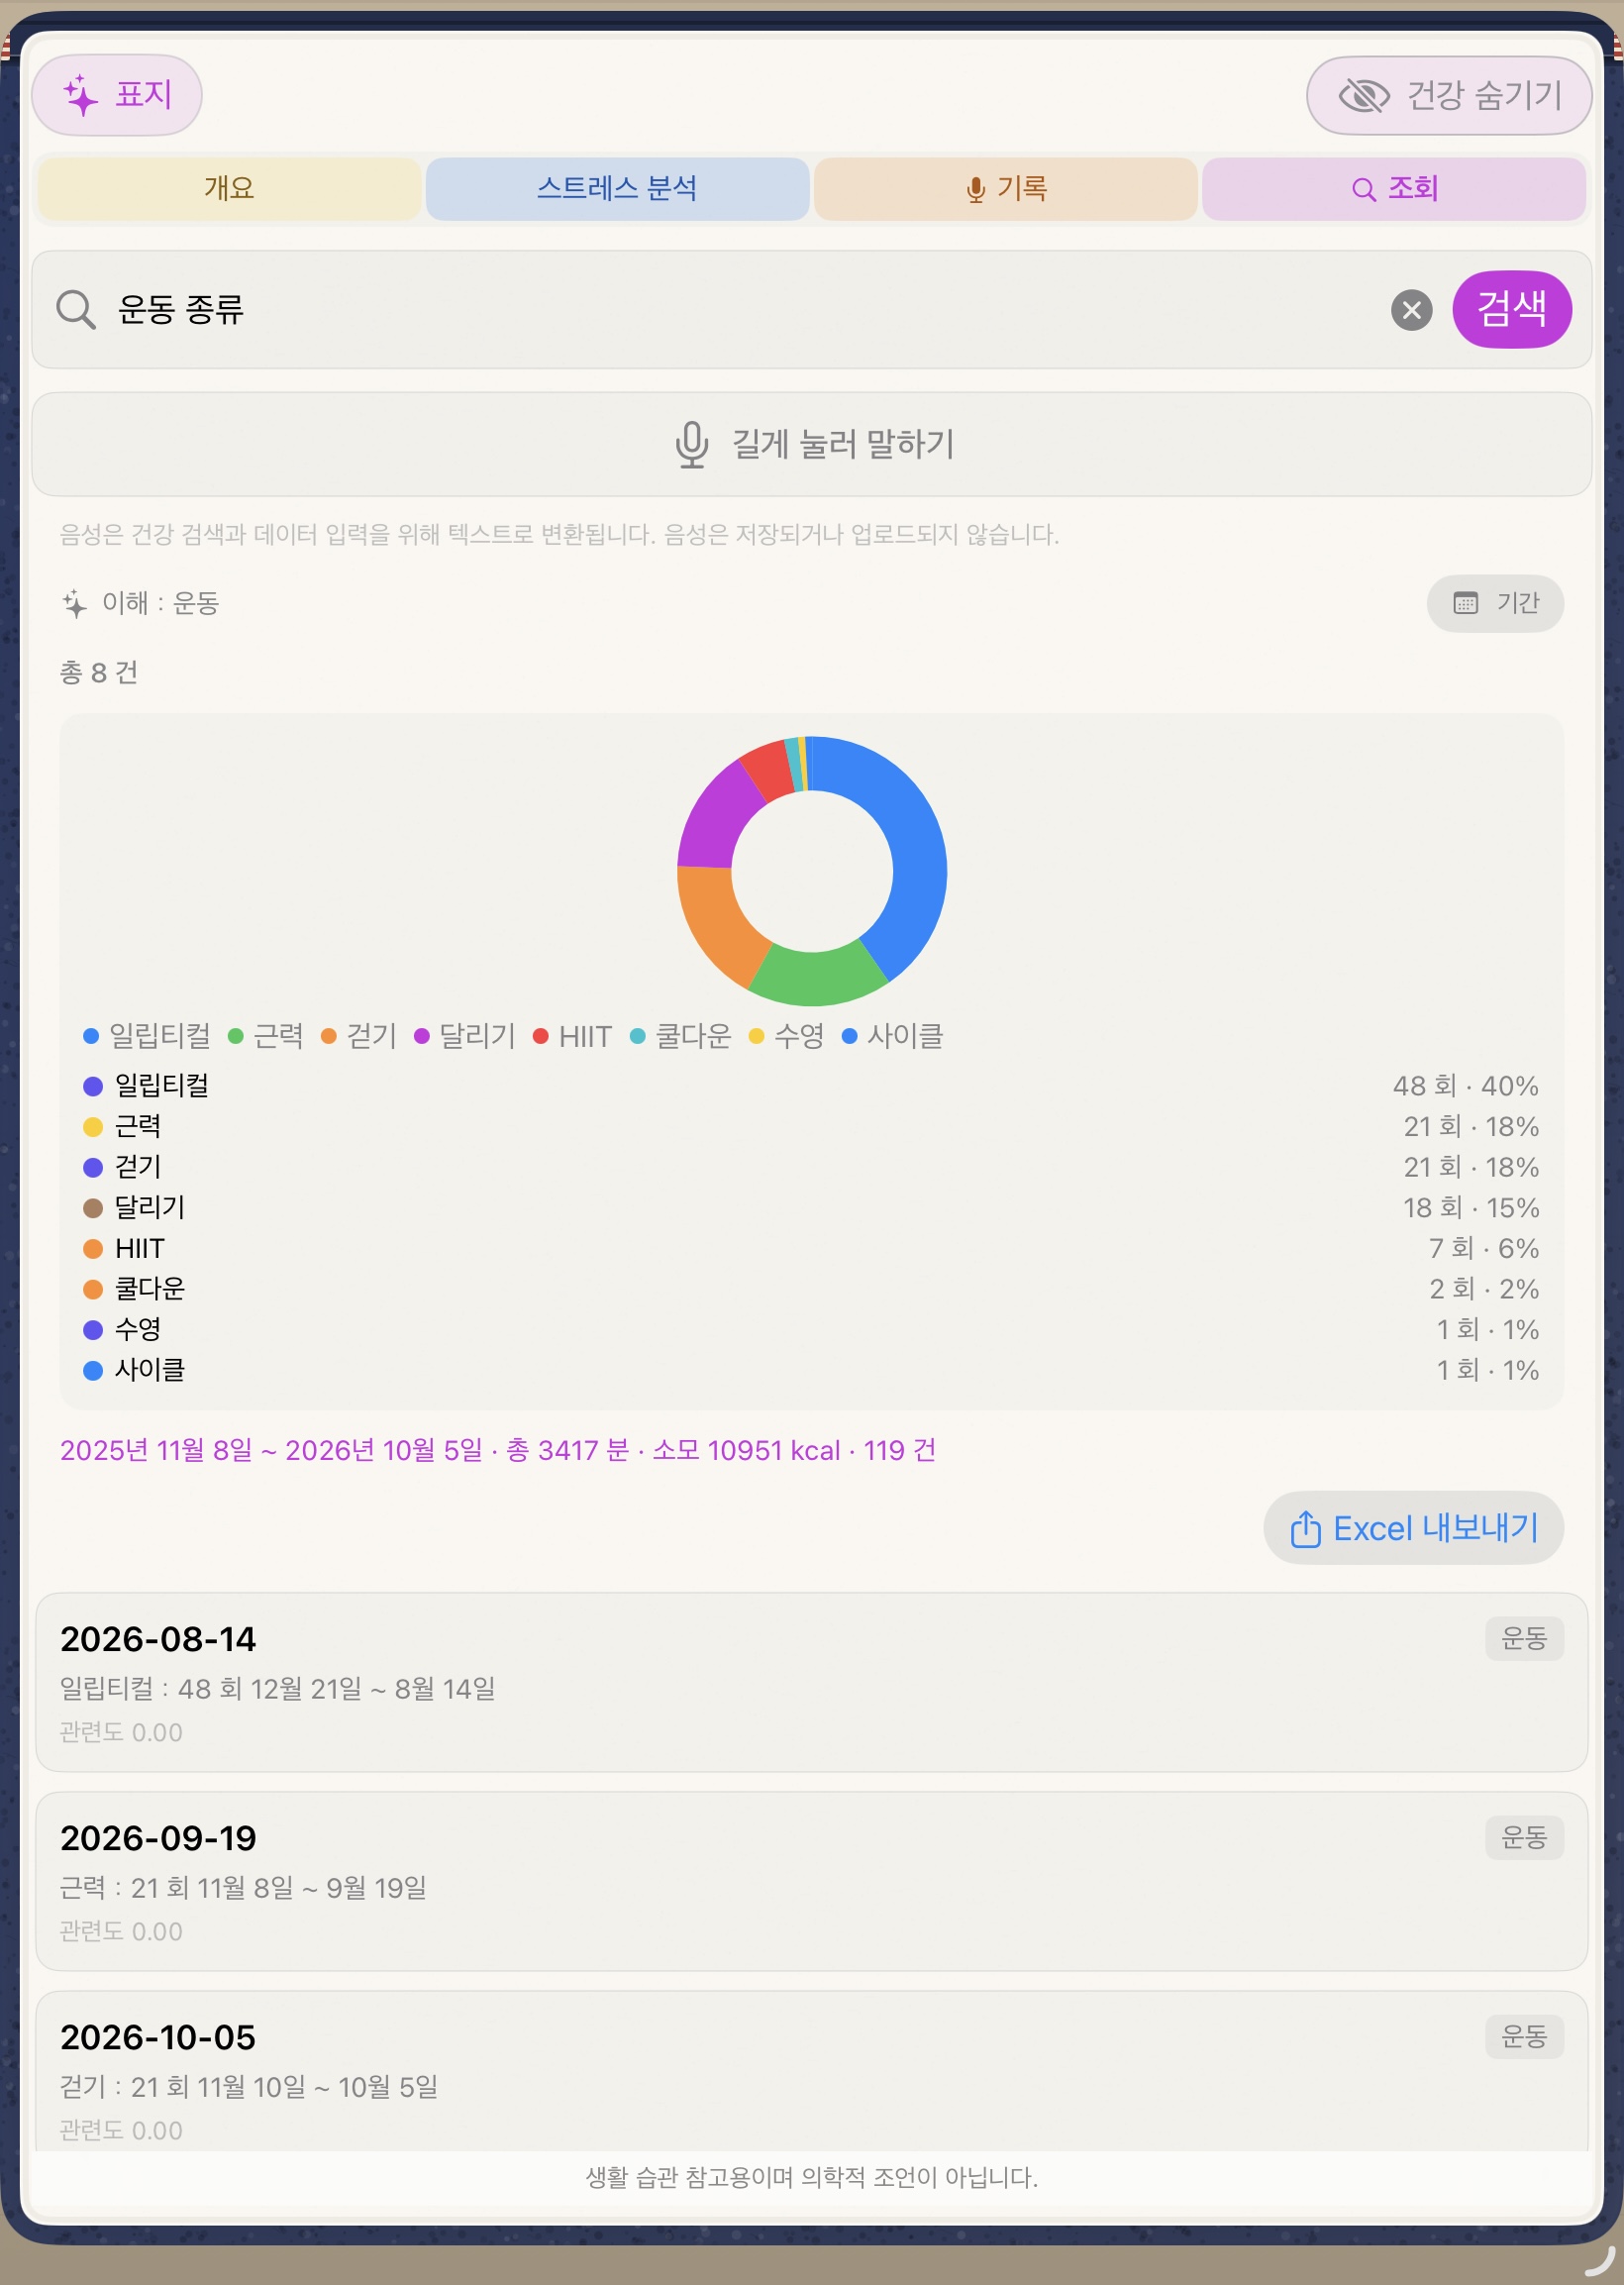 표지
건강 숨기기
개요 스트레스 분석 기록 조회
운동 종류
검색
길게 눌러 말하기
음성은 건강 검색과 데이터 입력을 위해 텍스트로 변환됩니다. 음성은 저장되거나 업로드되지 않습니다.
이해 : 운동
기간
총 8 건
일립티컬 근력 걷기 달리기 HIIT 쿨다운 수영 사이클
일립티컬 48 회 · 40%
근력 21 회 · 18%
걷기 21 회 · 18%
달리기 18 회 · 15%
HIIT 7 회 · 6%
쿨다운 2 회 · 2%
수영 1 회 · 1%
사이클 1 회 · 1%
2025년 11월 8일 ~ 2026년 10월 5일 · 총 3417 분 · 소모 10951 kcal · 119 건
Excel 내보내기
2026-08-14 운동
일립티컬 : 48 회 12월 21일 ~ 8월 14일
관련도 0.00
2026-09-19 운동
근력 : 21 회 11월 8일 ~ 9월 19일
관련도 0.00
2026-10-05 운동
걷기 : 21 회 11월 10일 ~ 10월 5일
관련도 0.00
생활 습관 참고용이며 의학적 조언이 아닙니다.